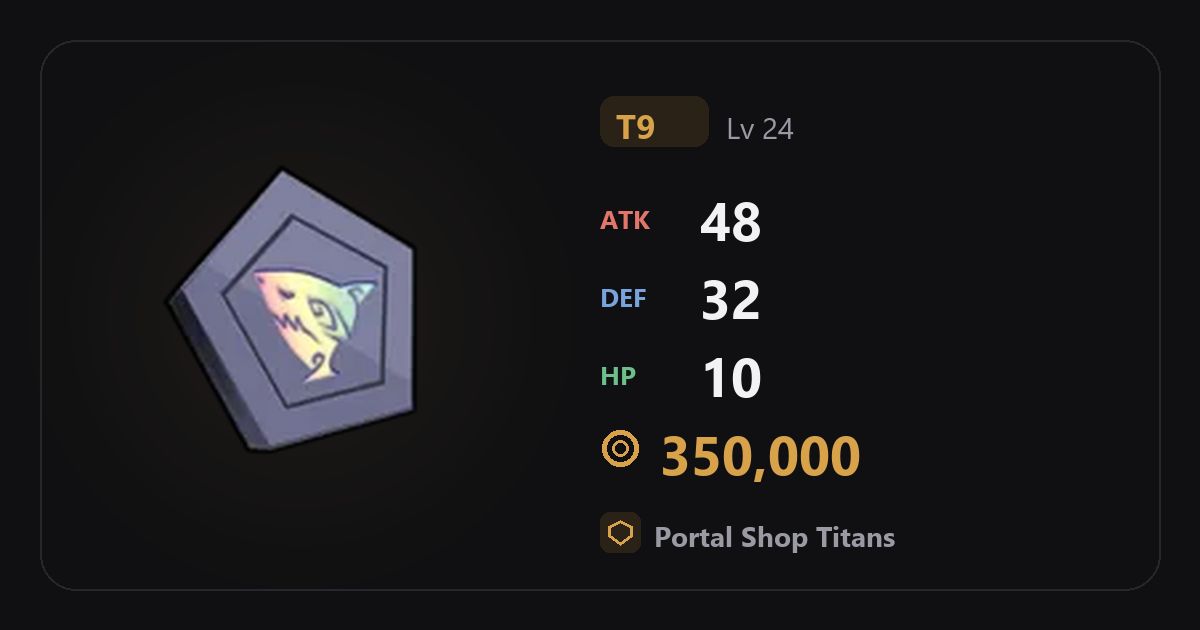 T9 Lv 24
ATK 48
DEF 32
HP 10
350,000
Portal Shop Titans